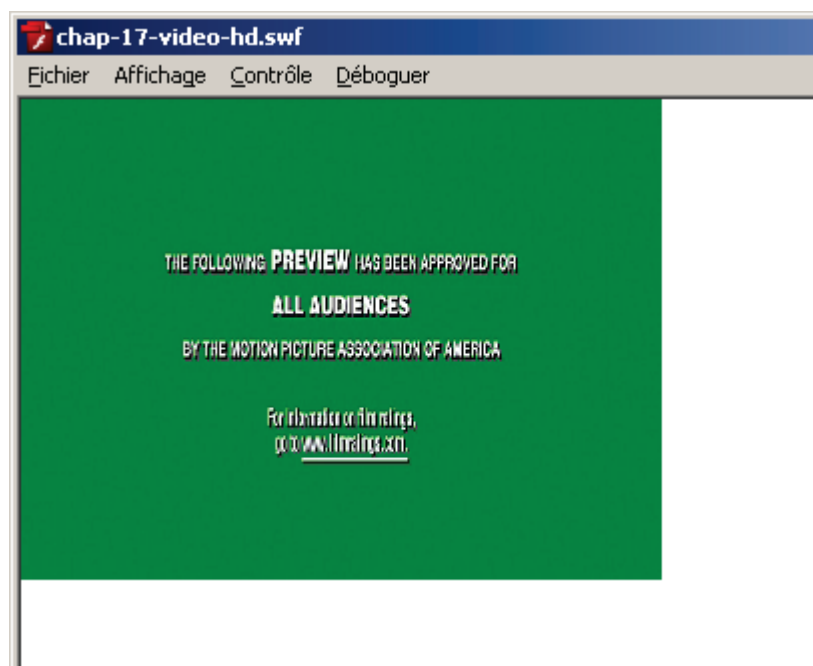 chap-17-video-hd.swf
Fichier Affichage Contrôle Déboguer
THE FOLLOWING PREVIEW HAS BEEN APPROVED FOR
ALL AUDIENCES
BY THE MOTION PICTURE ASSOCIATION OF AMERICA
For information on film ratings,
go to www.filmratings.com.